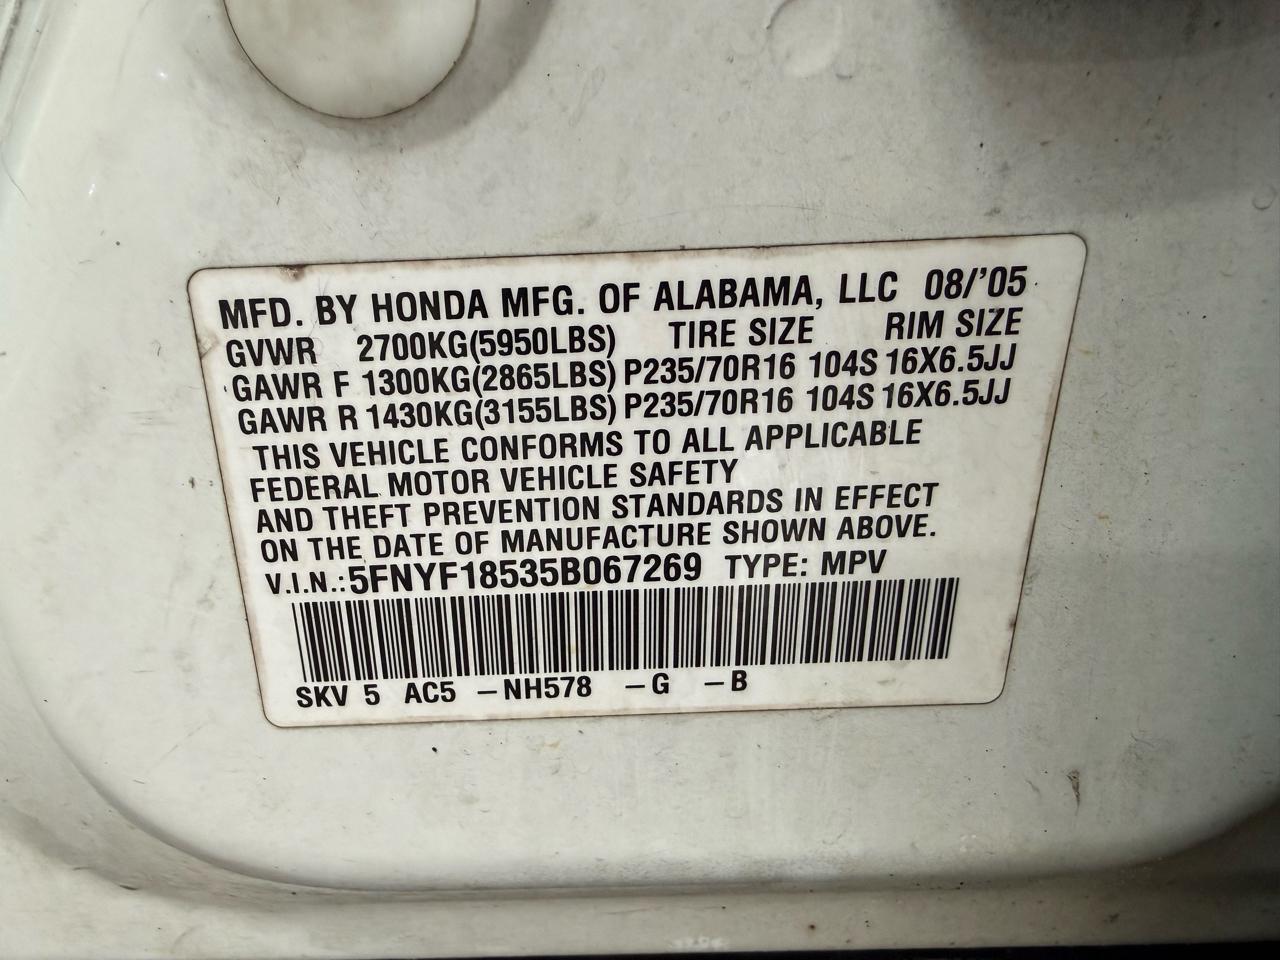 MFD. BY HONDA MFG. OF ALABAMA, LLC 08/'05
GVWR 2700KG(5950LBS) TIRE SIZE RIM SIZE
GAWR F 1300KG(2865LBS) P235/70R16 104S 16X6.5JJ
GAWR R 1430KG(3155LBS) P235/70R16 104S 16X6.5JJ
THIS VEHICLE CONFORMS TO ALL APPLICABLE
FEDERAL MOTOR VEHICLE SAFETY
AND THEFT PREVENTION STANDARDS IN EFFECT
ON THE DATE OF MANUFACTURE SHOWN ABOVE.
V.I.N.:5FNYF18535B067269 TYPE: MPV
SKV 5 AC5 -NH578 -G -B